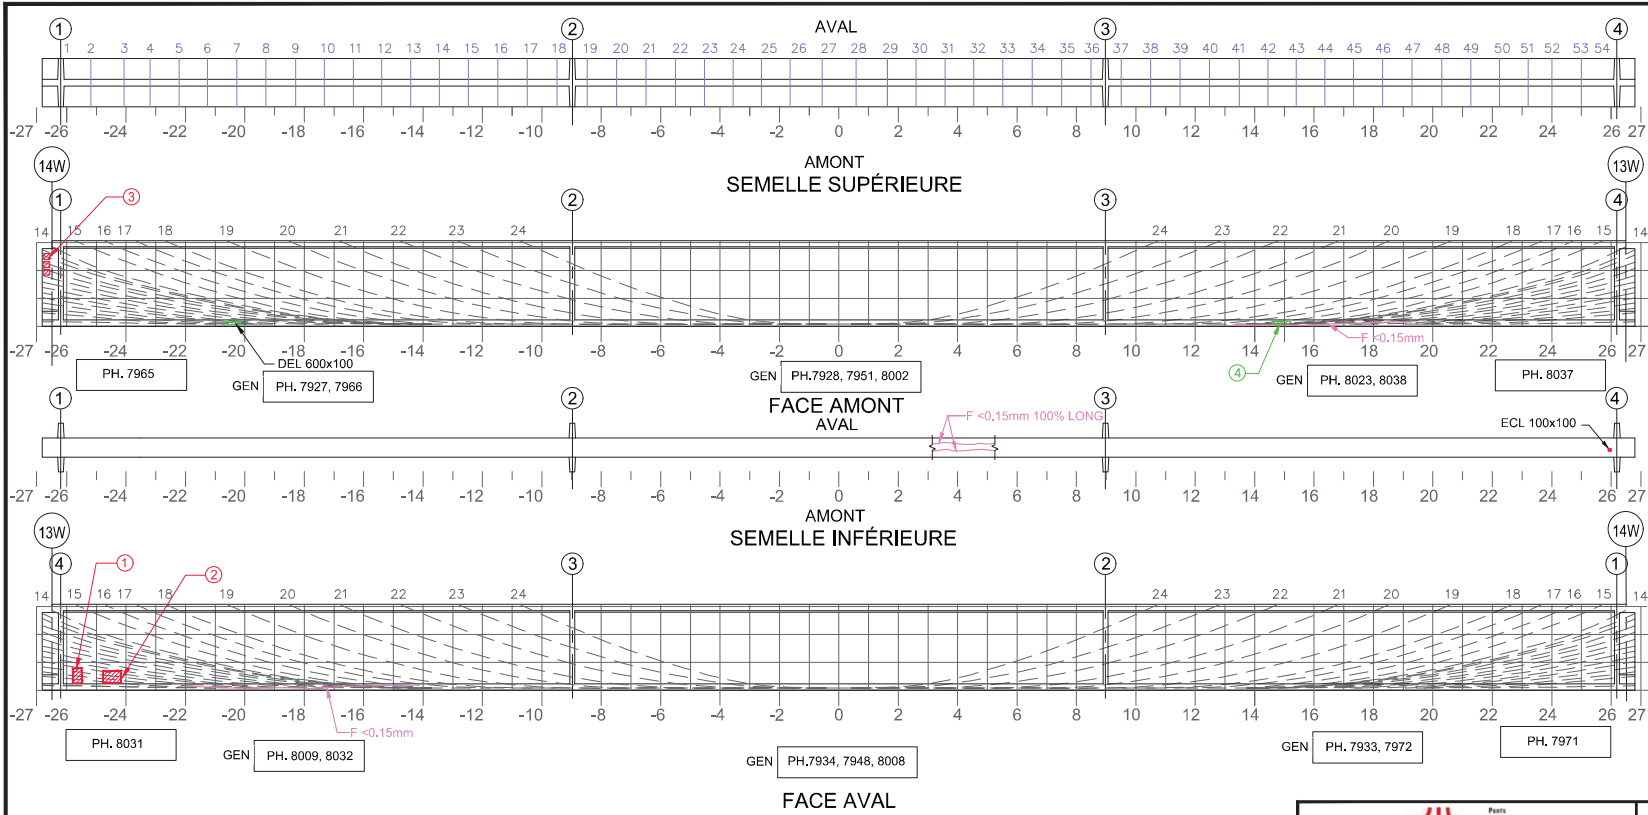 1 2 AVAL 3 4
1 2 3 4 5 6 7 8 9 10 11 12 13 14 15 16 17 18 19 20 21 22 23 24 25 26 27 28 29 30 31 32 33 34 35 36 37 38 39 40 41 42 43 44 45 46 47 48 49 50 51 52 53 54
-27 -26 -24 -22 -20 -18 -16 -14 -12 -10 -8 -6 -4 -2 0 2 4 6 8 10 12 14 16 18 20 22 24 26 27
14W AMONT 13W
SEMELLE SUPÉRIEURE
3
1 2 3 4
14 15 16 17 18 19 20 21 22 23 24 24 23 22 21 20 19 18 17 16 15 14
-27 -26 -24 -22 -20 -18 -16 -14 -12 -10 -8 -6 -4 -2 0 2 4 6 8 10 12 14 16 18 20 22 24 26 27
F <0.15mm
DEL 600x100
4
PH. 7965
GEN PH. 7927, 7966
GEN PH.7928, 7951, 8002
GEN PH. 8023, 8038
PH. 8037
FACE AMONT
1 2 AVAL 3 4
F <0.15mm 100% LONG
ECL 100x100
-27 -26 -24 -22 -20 -18 -16 -14 -12 -10 -8 -6 -4 -2 0 2 4 6 8 10 12 14 16 18 20 22 24 26 27
13W AMONT 14W
SEMELLE INFÉRIEURE
4 1 2 3 2 1
14 15 16 17 18 19 20 21 22 23 24 24 23 22 21 20 19 18 17 16 15 14
-27 -26 -24 -22 -20 -18 -16 -14 -12 -10 -8 -6 -4 -2 0 2 4 6 8 10 12 14 16 18 20 22 24 26 27
F <0.15mm
PH. 8031
GEN PH. 8009, 8032
GEN PH.7934, 7948, 8008
GEN PH. 7933, 7972
PH. 7971
FACE AVAL
Ponts